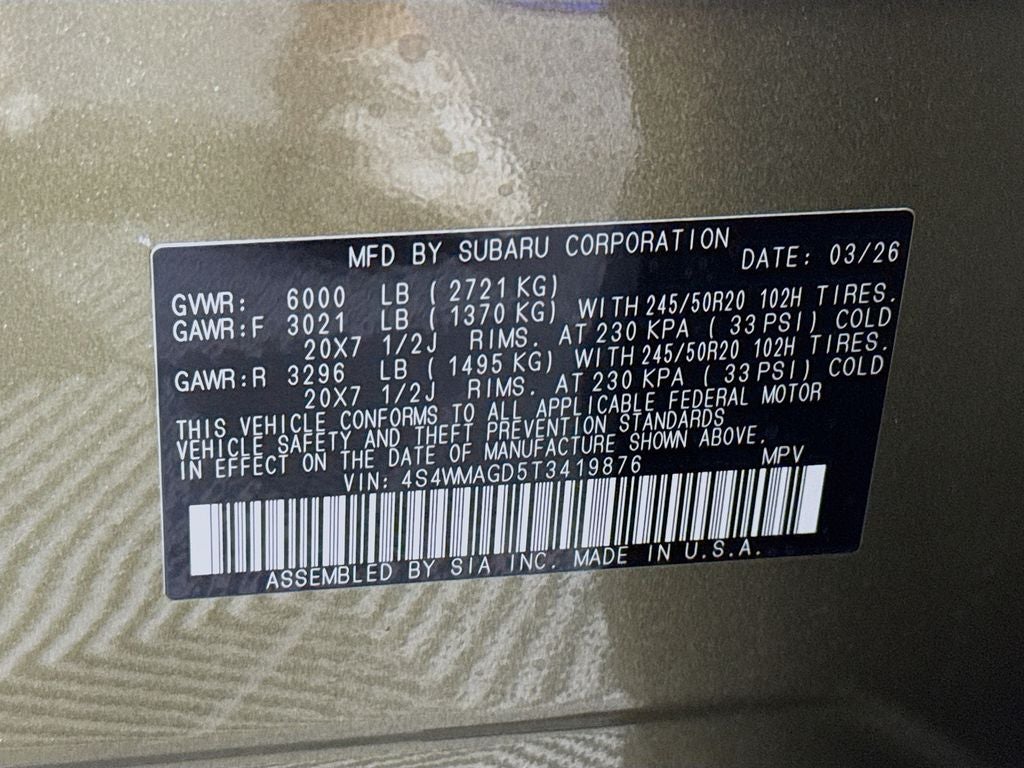 MFD BY SUBARU CORPORATION DATE: 03/26
GVWR: 6000 LB ( 2721 KG)
GAWR:F 3021 LB ( 1370 KG) WITH 245/50R20 102H TIRES.
20X7 1/2J RIMS. AT 230 KPA ( 33 PSI) COLD
GAWR:R 3296 LB ( 1495 KG) WITH 245/50R20 102H TIRES.
20X7 1/2J RIMS. AT 230 KPA ( 33 PSI) COLD
THIS VEHICLE CONFORMS TO ALL APPLICABLE FEDERAL MOTOR
VEHICLE SAFETY AND THEFT PREVENTION STANDARDS
IN EFFECT ON THE DATE OF MANUFACTURE SHOWN ABOVE.
VIN: 4S4WMAGD5T3419876 MPV
ASSEMBLED BY SIA INC. MADE IN U.S.A.